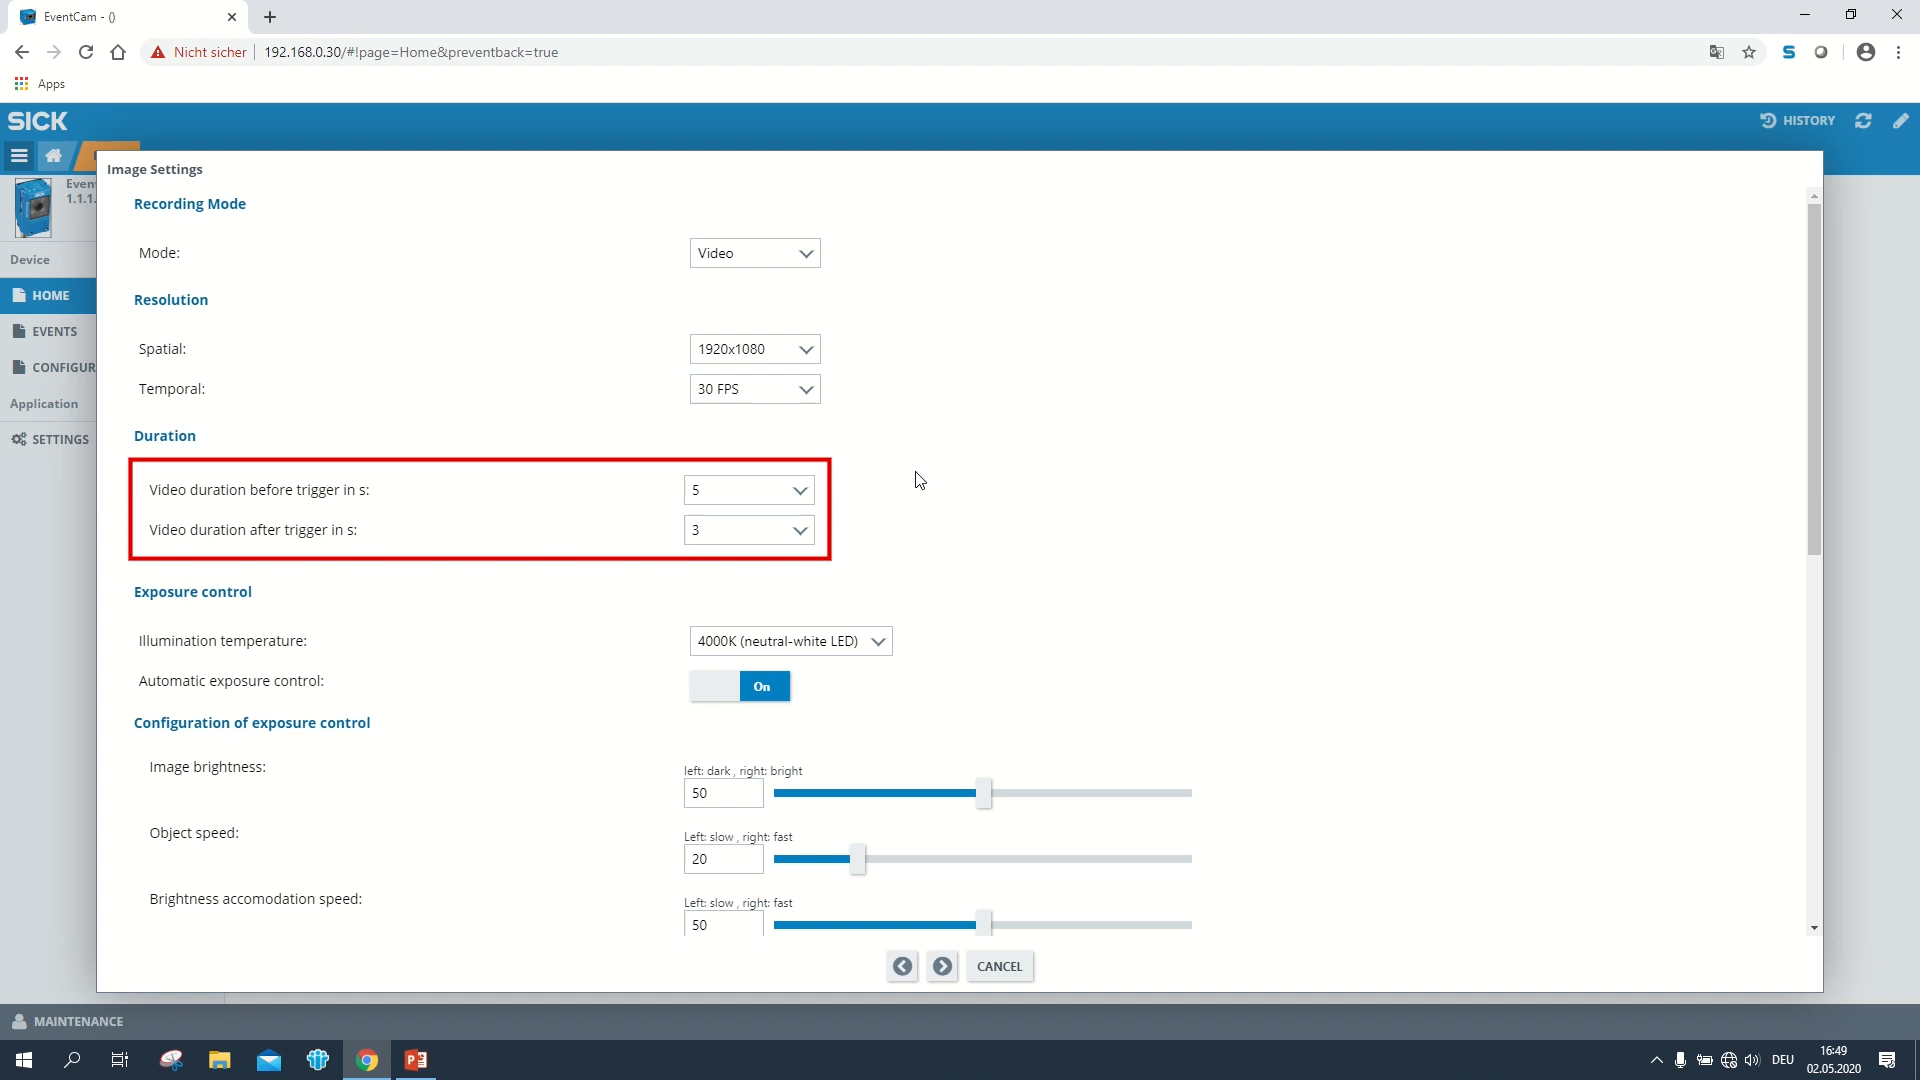 EventCam - ()
Nicht sicher
192.168.0.30/#!page=Home&preventback=true
Apps
SICK
HISTORY
Image Settings
Even
1.1.1.
Device
HOME
EVENTS
CONFIGUR
Application
SETTINGS
Recording Mode
Mode: Video
Resolution
Spatial: 1920x1080
Temporal: 30 FPS
Duration
Video duration before trigger in s: 5
Video duration after trigger in s: 3
Exposure control
Illumination temperature: 4000K (neutral-white LED)
Automatic exposure control: On
Configuration of exposure control
Image brightness:
left: dark , right: bright
50
Object speed:
Left: slow , right: fast
20
Brightness accomodation speed:
Left: slow , right: fast
50
CANCEL
MAINTENANCE
DEU
16:49
02.05.2020